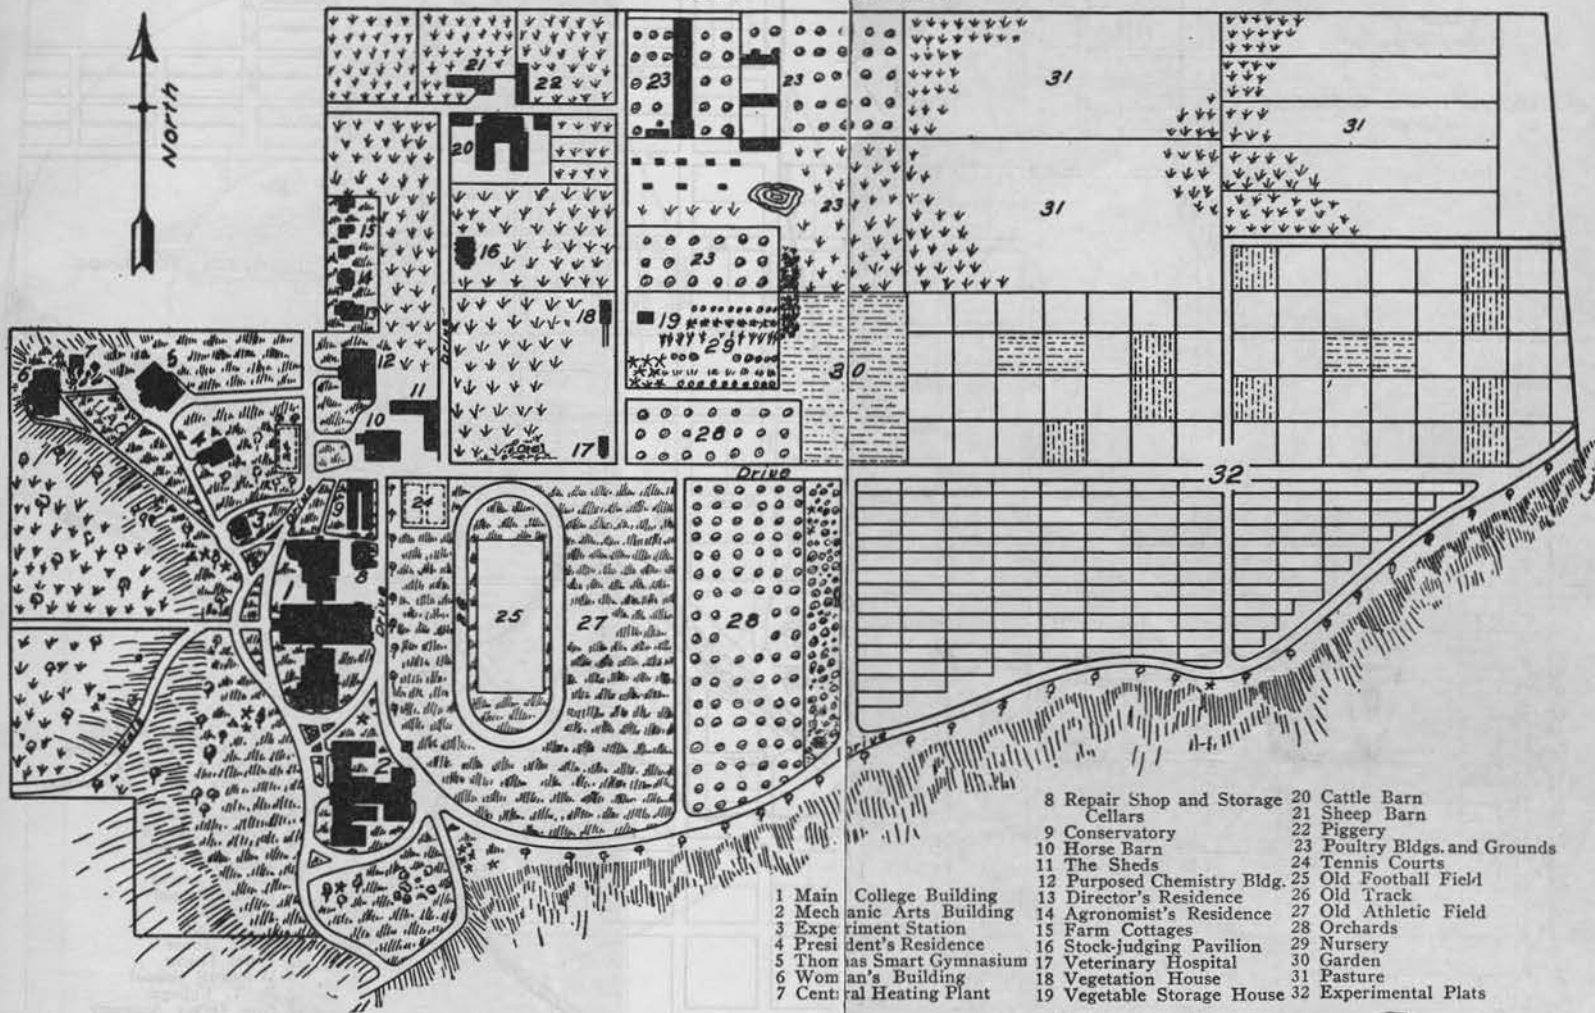 North
21
22
23
23
31
31
20
15
16
23
31
14
23
13
18
19
7
5
12
Drive
29
6
11
30
10
28
4
17
Drive
32
9
24
3
8
1
Drive
25
27
28
Walk
Drive
2
1 Main College Building
2 Mechanic Arts Building
3 Experiment Station
4 President's Residence
5 Thomas Smart Gymnasium
6 Woman's Building
7 Central Heating Plant
8 Repair Shop and Storage
Cellars
9 Conservatory
10 Horse Barn
11 The Sheds
12 Purposed Chemistry Bldg.
13 Director's Residence
14 Agronomist's Residence
15 Farm Cottages
16 Stock-judging Pavilion
17 Veterinary Hospital
18 Vegetation House
19 Vegetable Storage House
20 Cattle Barn
21 Sheep Barn
22 Piggery
23 Poultry Bldgs. and Grounds
24 Tennis Courts
25 Old Football Field
26 Old Track
27 Old Athletic Field
28 Orchards
29 Nursery
30 Garden
31 Pasture
32 Experimental Plats